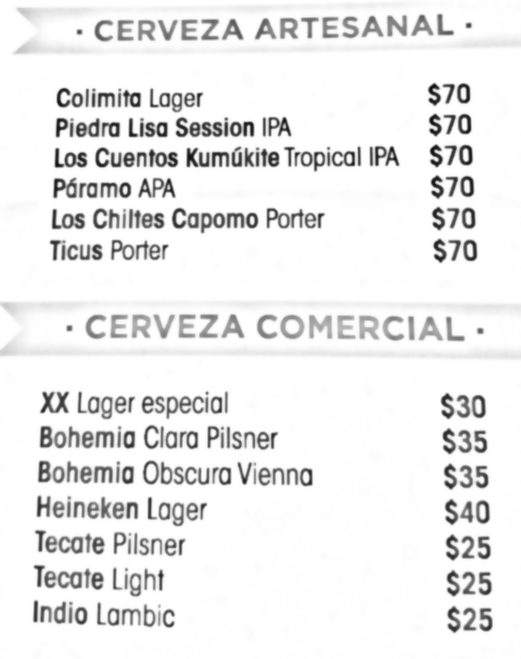 · CERVEZA ARTESANAL ·
Colimita Lager $70
Piedra Lisa Session IPA $70
Los Cuentos Kumúkite Tropical IPA $70
Páramo APA $70
Los Chiltes Capomo Porter $70
Ticus Porter $70
· CERVEZA COMERCIAL ·
XX Lager especial $30
Bohemia Clara Pilsner $35
Bohemia Obscura Vienna $35
Heineken Lager $40
Tecate Pilsner $25
Tecate Light $25
Indio Lambic $25